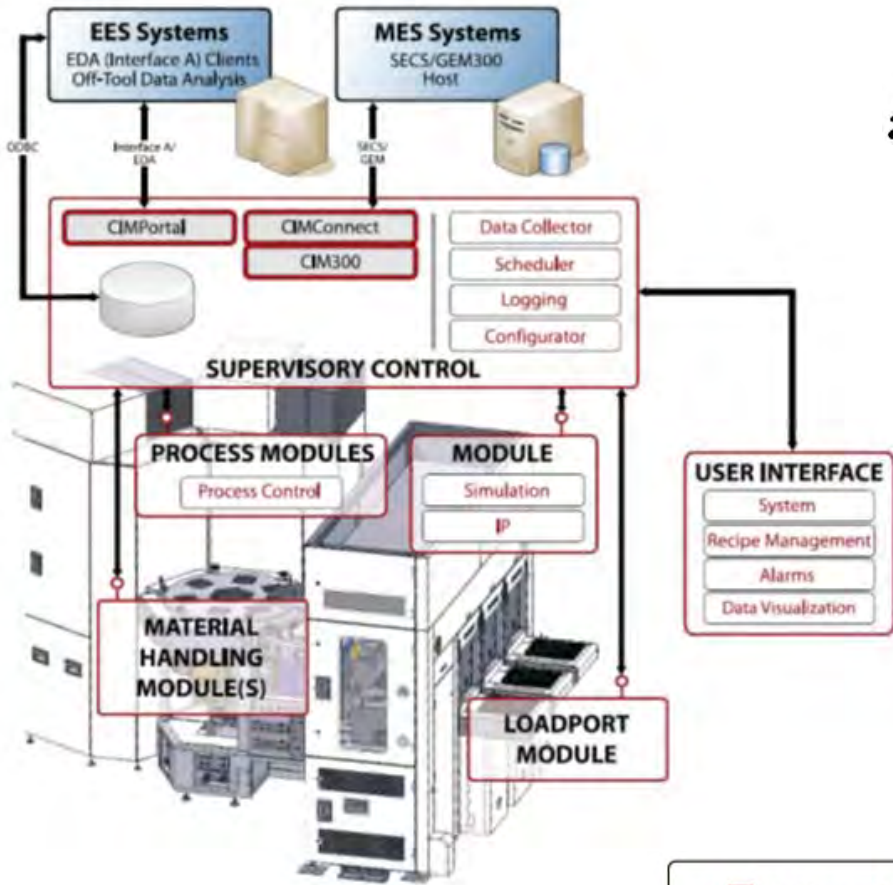 EES Systems
EDA (Interface A) Clients
Off-Tool Data Analysis
MES Systems
SECS/GEM300
Host
ODBC
Interface A/
EDA
SECS/
GEM
CIMPortal
CIMConnect
CIM300
Data Collector
Scheduler
Logging
Configurator
SUPERVISORY CONTROL
PROCESS MODULES
Process Control
MODULE
Simulation
IP
USER INTERFACE
System
Recipe Management
Alarms
Data Visualization
MATERIAL
HANDLING
MODULE(S)
LOADPORT
MODULE